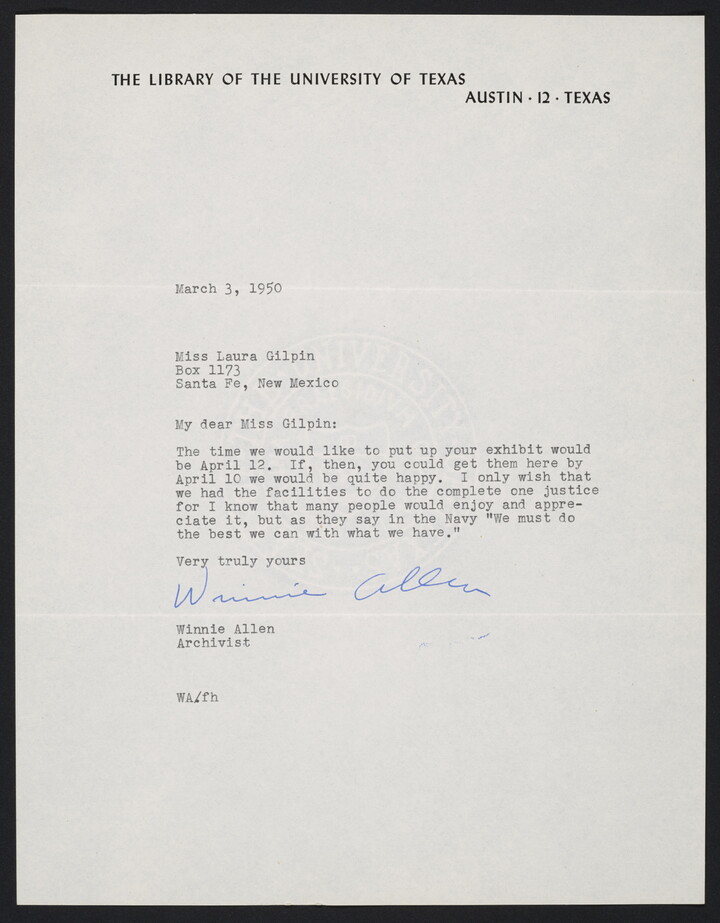 THE LIBRARY OF THE UNIVERSITY OF TEXAS
AUSTIN · 12 · TEXAS
March 3, 1950
Miss Laura Gilpin
Box 1173
Santa Fe, New Mexico
My dear Miss Gilpin:
The time we would like to put up your exhibit would
be April 12. If, then, you could get them here by
April 10 we would be quite happy. I only wish that
we had the facilities to do the complete one justice
for I know that many people would enjoy and appre-
ciate it, but as they say in the Navy "We must do
the best we can with what we have."
Very truly yours
Winnie Allen
Winnie Allen
Archivist
WA/fh